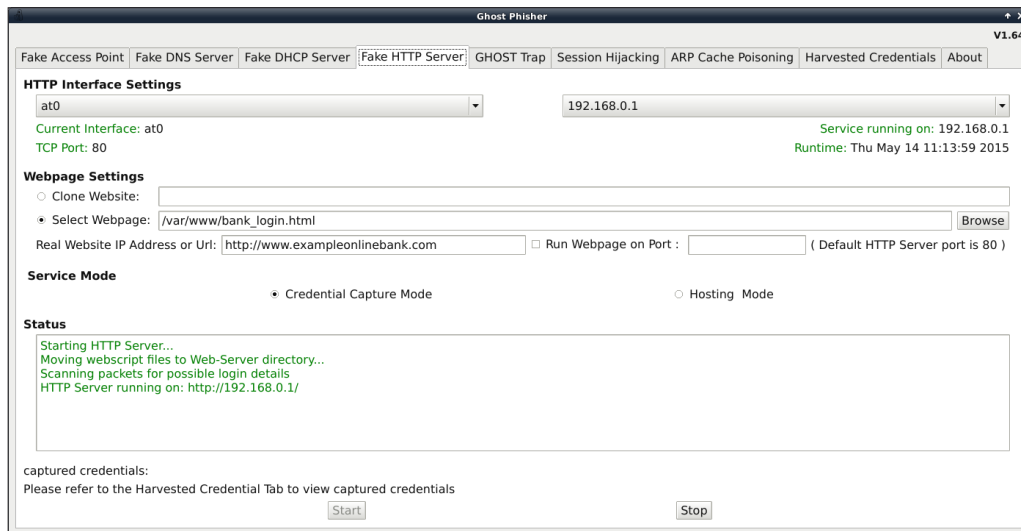 Ghost Phisher
V1.64
Fake Access Point Fake DNS Server Fake DHCP Server Fake HTTP Server GHOST Trap Session Hijacking ARP Cache Poisoning Harvested Credentials About
HTTP Interface Settings
at0 192.168.0.1
Current Interface: at0 Service running on: 192.168.0.1
TCP Port: 80 Runtime: Thu May 14 11:13:59 2015
Webpage Settings
Clone Website:
Select Webpage: /var/www/bank_login.html Browse
Real Website IP Address or Url: http://www.exampleonlinebank.com Run Webpage on Port : ( Default HTTP Server port is 80 )
Service Mode
Credential Capture Mode Hosting Mode
Status
Starting HTTP Server...
Moving webscript files to Web-Server directory...
Scanning packets for possible login details
HTTP Server running on: http://192.168.0.1/
captured credentials:
Please refer to the Harvested Credential Tab to view captured credentials
Start Stop